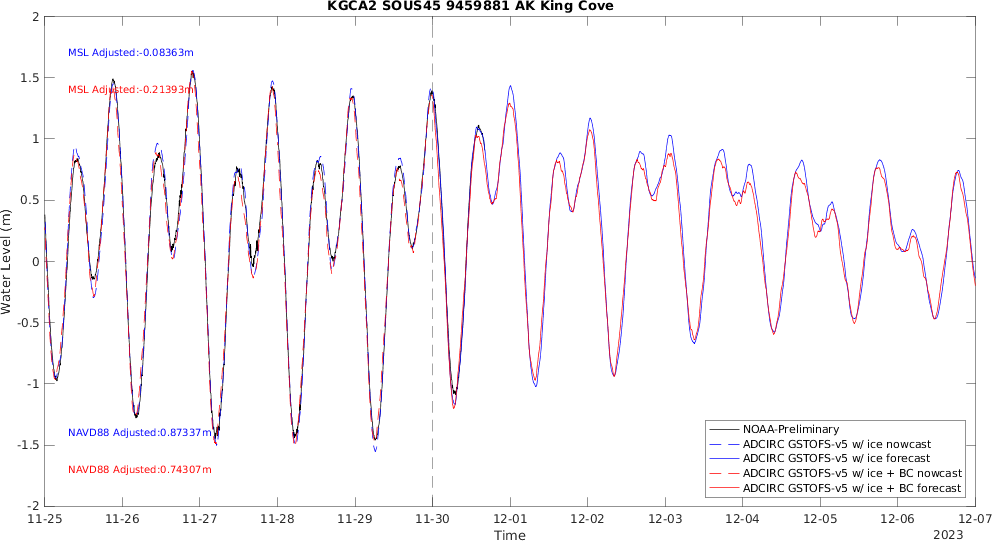 KGCA2 SOUS45 9459881 AK King Cove
2
1.5
1
0.5
0
-0.5
-1
-1.5
-2
Water Level (m)
MSL Adjusted:-0.08363m
MSL Adjusted:-0.21393m
NAVD88 Adjusted:0.87337m
NAVD88 Adjusted:0.74307m
NOAA-Preliminary
ADCIRC GSTOFS-v5 w/ ice nowcast
ADCIRC GSTOFS-v5 w/ ice forecast
ADCIRC GSTOFS-v5 w/ ice + BC nowcast
ADCIRC GSTOFS-v5 w/ ice + BC forecast
11-25 11-26 11-27 11-28 11-29 11-30 12-01 12-02 12-03 12-04 12-05 12-06 12-07
Time
2023